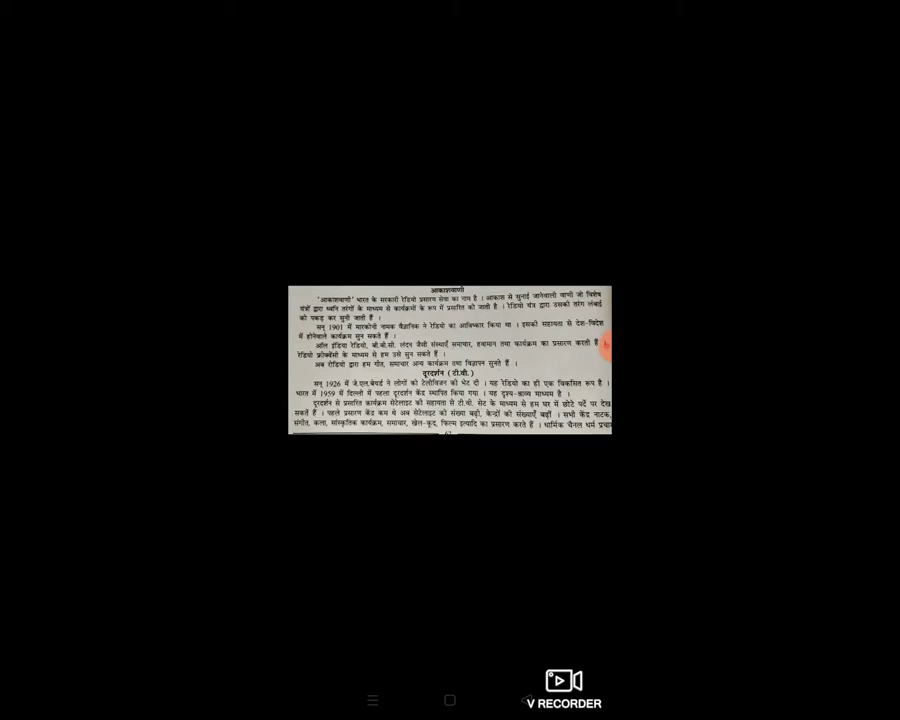 आकाशवाणी
'आकाशवाणी' भारत के सरकारी रेडियो प्रसारण सेवा का नाम है । आकाश से सुनाई जानेवाली वाणी जो विशेष
यंत्रों द्वारा ध्वनि तरंगों के माध्यम से कार्यक्रमों के रूप में प्रसारित की जाती है । रेडियो यंत्र द्वारा उसकी तरंग लंबाई
को पकड़ कर सुनी जाती हैं ।
सन् 1901 में मारकोनी नामक वैज्ञानिक ने रेडियो का आविष्कार किया था । इसकी सहायता से देश-विदेश
में होनेवाले कार्यक्रम सुन सकते हैं ।
ऑल इंडिया रेडियो, बी.बी.सी. लंदन जैसी संस्थाएँ समाचार, हवामान तथा कार्यक्रम का प्रसारण करती हैं ।
रेडियो फ्रीक्वेंसी के माध्यम से हम उसे सुन सकते हैं ।
अब रेडियो द्वारा हम गीत, समाचार अन्य कार्यक्रम तथा विज्ञापन सुनते हैं ।
दूरदर्शन ( टी.वी. )
सन् 1926 में जे.एल.बेयर्ड ने लोगों को टेलीविजन की भेट दी । यह रेडियो का ही एक विकसित रूप है ।
भारत में 1959 में दिल्ली में पहला दूरदर्शन केंद्र स्थापित किया गया । यह दृश्य-श्राव्य माध्यम है ।
दूरदर्शन से प्रसारित कार्यक्रम सेटेलाइट की सहायता से टी.वी. सेट के माध्यम से हम घर में छोटे पर्दे पर देख
सकते हैं । पहले प्रसारण केंद्र कम थे अब सेटेलाइट की संख्या बढ़ी, केन्द्रों की संख्याएँ बढ़ीं । सभी केंद्र नाटक,
संगीत, कला, सांस्कृतिक कार्यक्रम, समाचार, खेल-कूद, फिल्म इत्यादि का प्रसारण करते हैं । धार्मिक चैनल धर्म प्रचार
V RECORDER